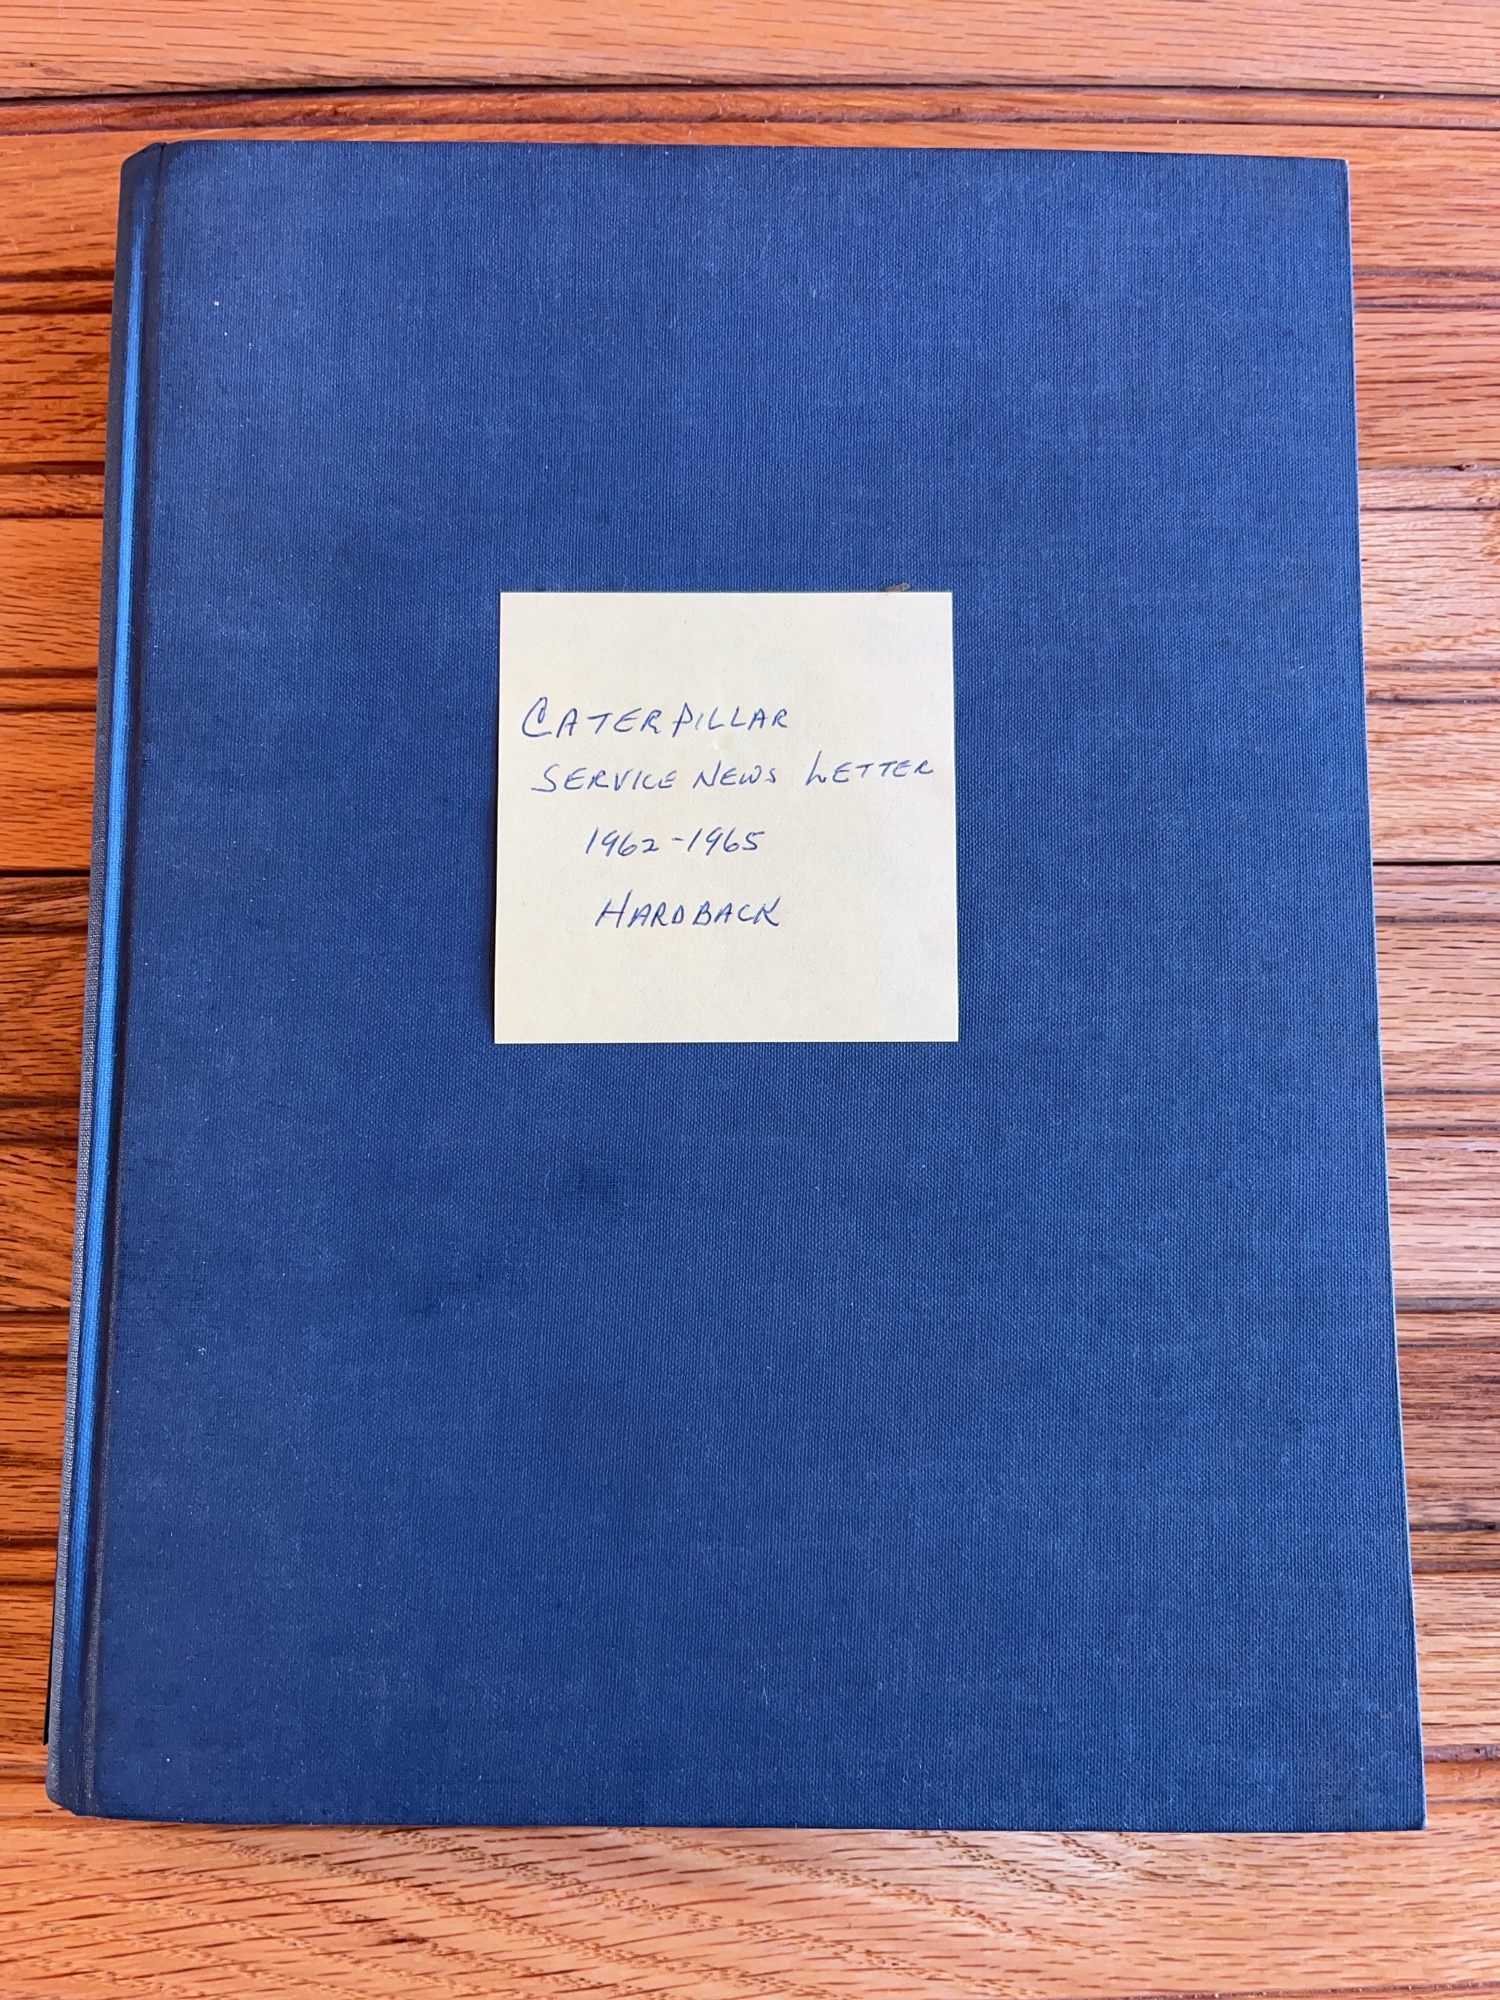 CATERPILLAR
SERVICE NEWS LETTER
1962-1965
HARDBACK